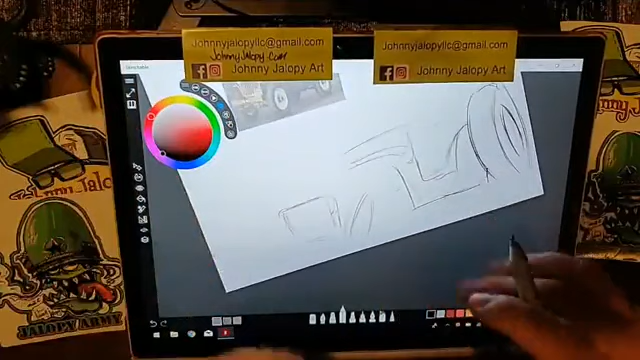 Johnnyjalopyllc@gmail.com
Johnnyjalopy.com
Johnny Jalopy Art
Johnnyjalopyllc@gmail.com
Johnny Jalopy Art
JALOPY ARMY